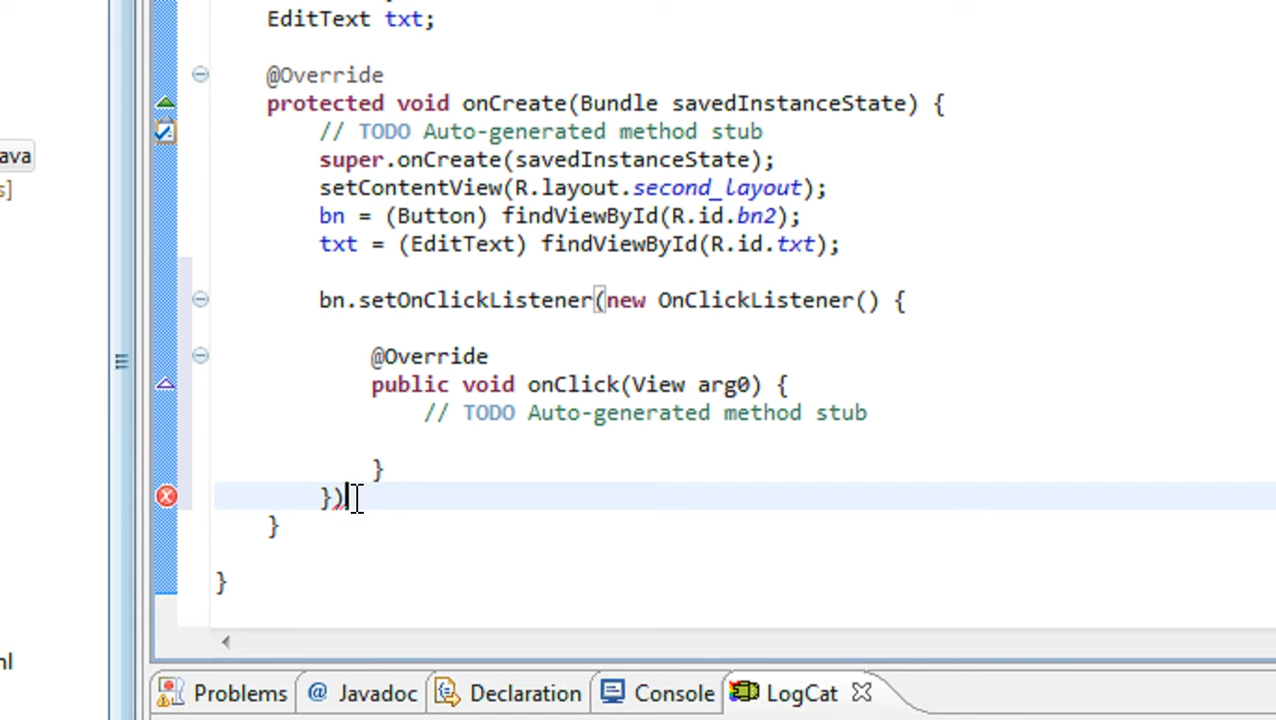 EditText txt;
@Override
protected void onCreate(Bundle savedInstanceState) {
// TODO Auto-generated method stub
super.onCreate(savedInstanceState);
setContentView(R.layout.second_layout);
bn = (Button) findViewById(R.id.bn2);
txt = (EditText) findViewById(R.id.txt);
bn.setOnClickListener(new OnClickListener() {
@Override
public void onClick(View arg0) {
// TODO Auto-generated method stub
}
})
}
}
ava
s]
nl
Problems @ Javadoc Declaration Console LogCat